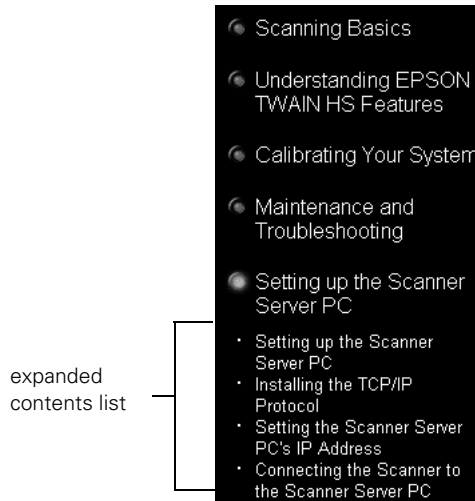 Scanning Basics
Understanding EPSON
TWAIN HS Features
Calibrating Your System
Maintenance and
Troubleshooting
Setting up the Scanner
Server PC
expanded
contents list
· Setting up the Scanner
Server PC
· Installing the TCP/IP
Protocol
· Setting the Scanner Server
PC's IP Address
· Connecting the Scanner to
the Scanner Server PC